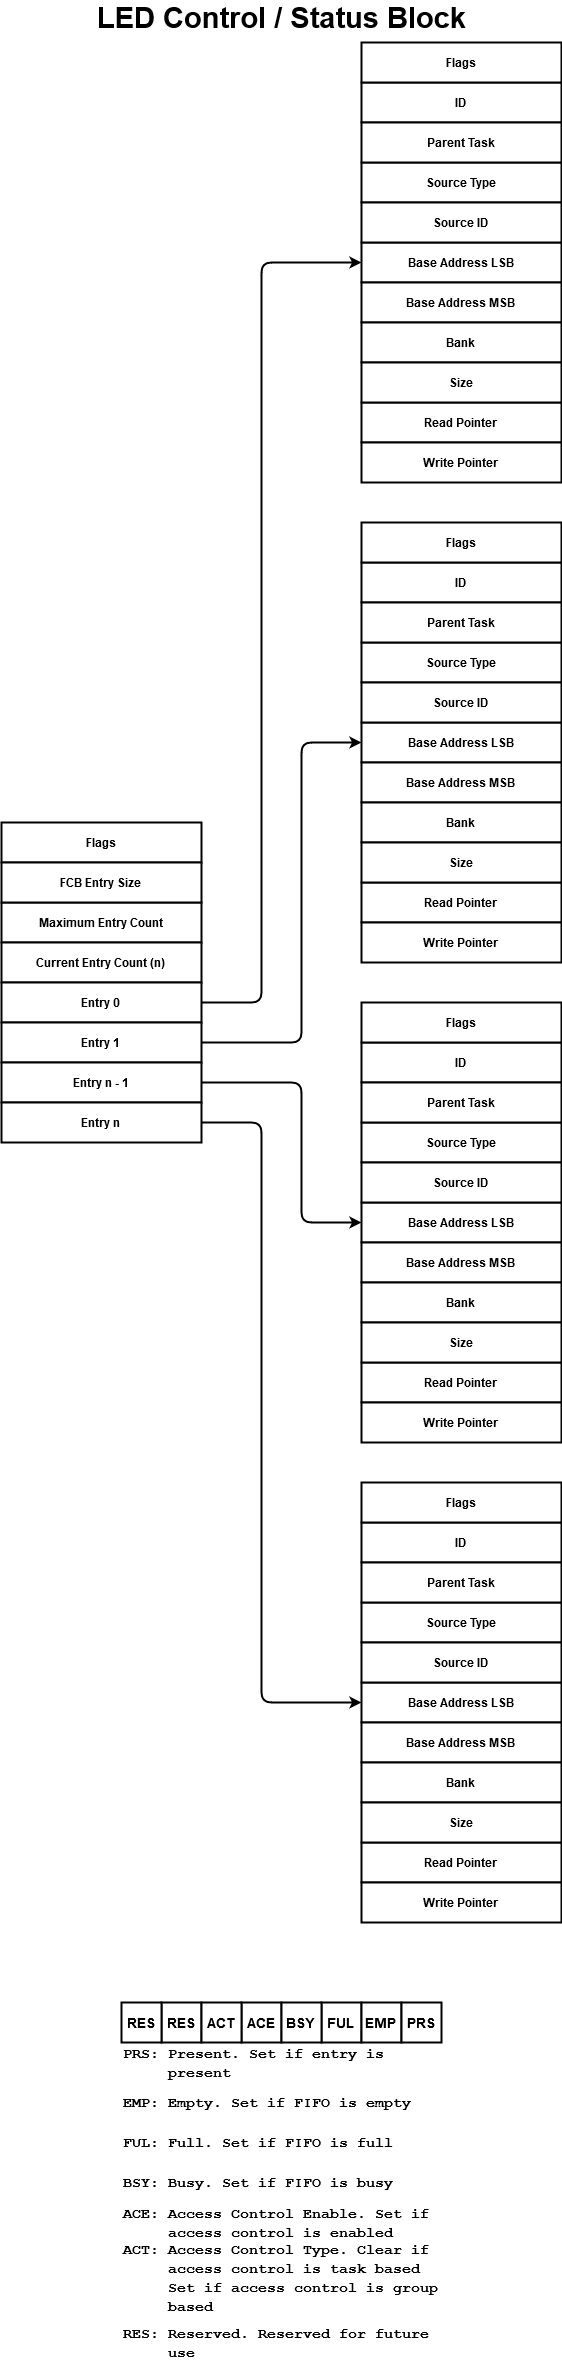 LED Control / Status Block
Flags
ID
Parent Task
Source Type
Source ID
Base Address LSB
Base Address MSB
Bank
Size
Read Pointer
Write Pointer
Flags
ID
Parent Task
Source Type
Source ID
Base Address LSB
Base Address MSB
Bank
Size
Read Pointer
Write Pointer
Flags
FCB Entry Size
Maximum Entry Count
Current Entry Count (n)
Entry 0
Entry 1
Entry n - 1
Entry n
Flags
ID
Parent Task
Source Type
Source ID
Base Address LSB
Base Address MSB
Bank
Size
Read Pointer
Write Pointer
Flags
ID
Parent Task
Source Type
Source ID
Base Address LSB
Base Address MSB
Bank
Size
Read Pointer
Write Pointer
RES RES ACT ACE BSY FUL EMP PRS
PRS: Present. Set if entry is
present
EMP: Empty. Set if FIFO is empty
FUL: Full. Set if FIFO is full
BSY: Busy. Set if FIFO is busy
ACE: Access Control Enable. Set if
access control is enabled
ACT: Access Control Type. Clear if
access control is task based
Set if access control is group
based
RES: Reserved. Reserved for future
use